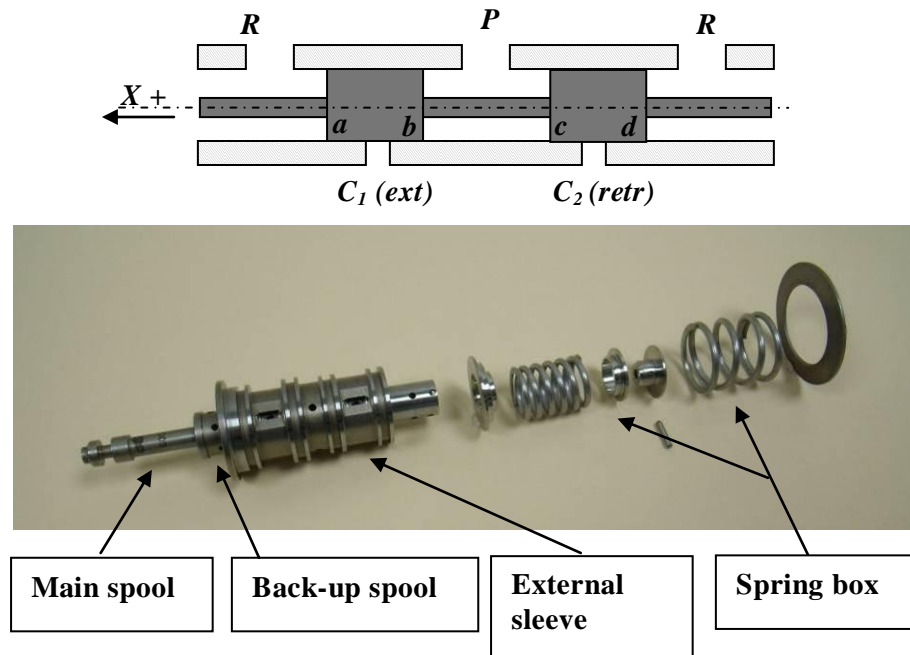 R P R
X +
a b c d
C1 (ext) C2 (retr)
Main spool
Back-up spool
External
sleeve
Spring box